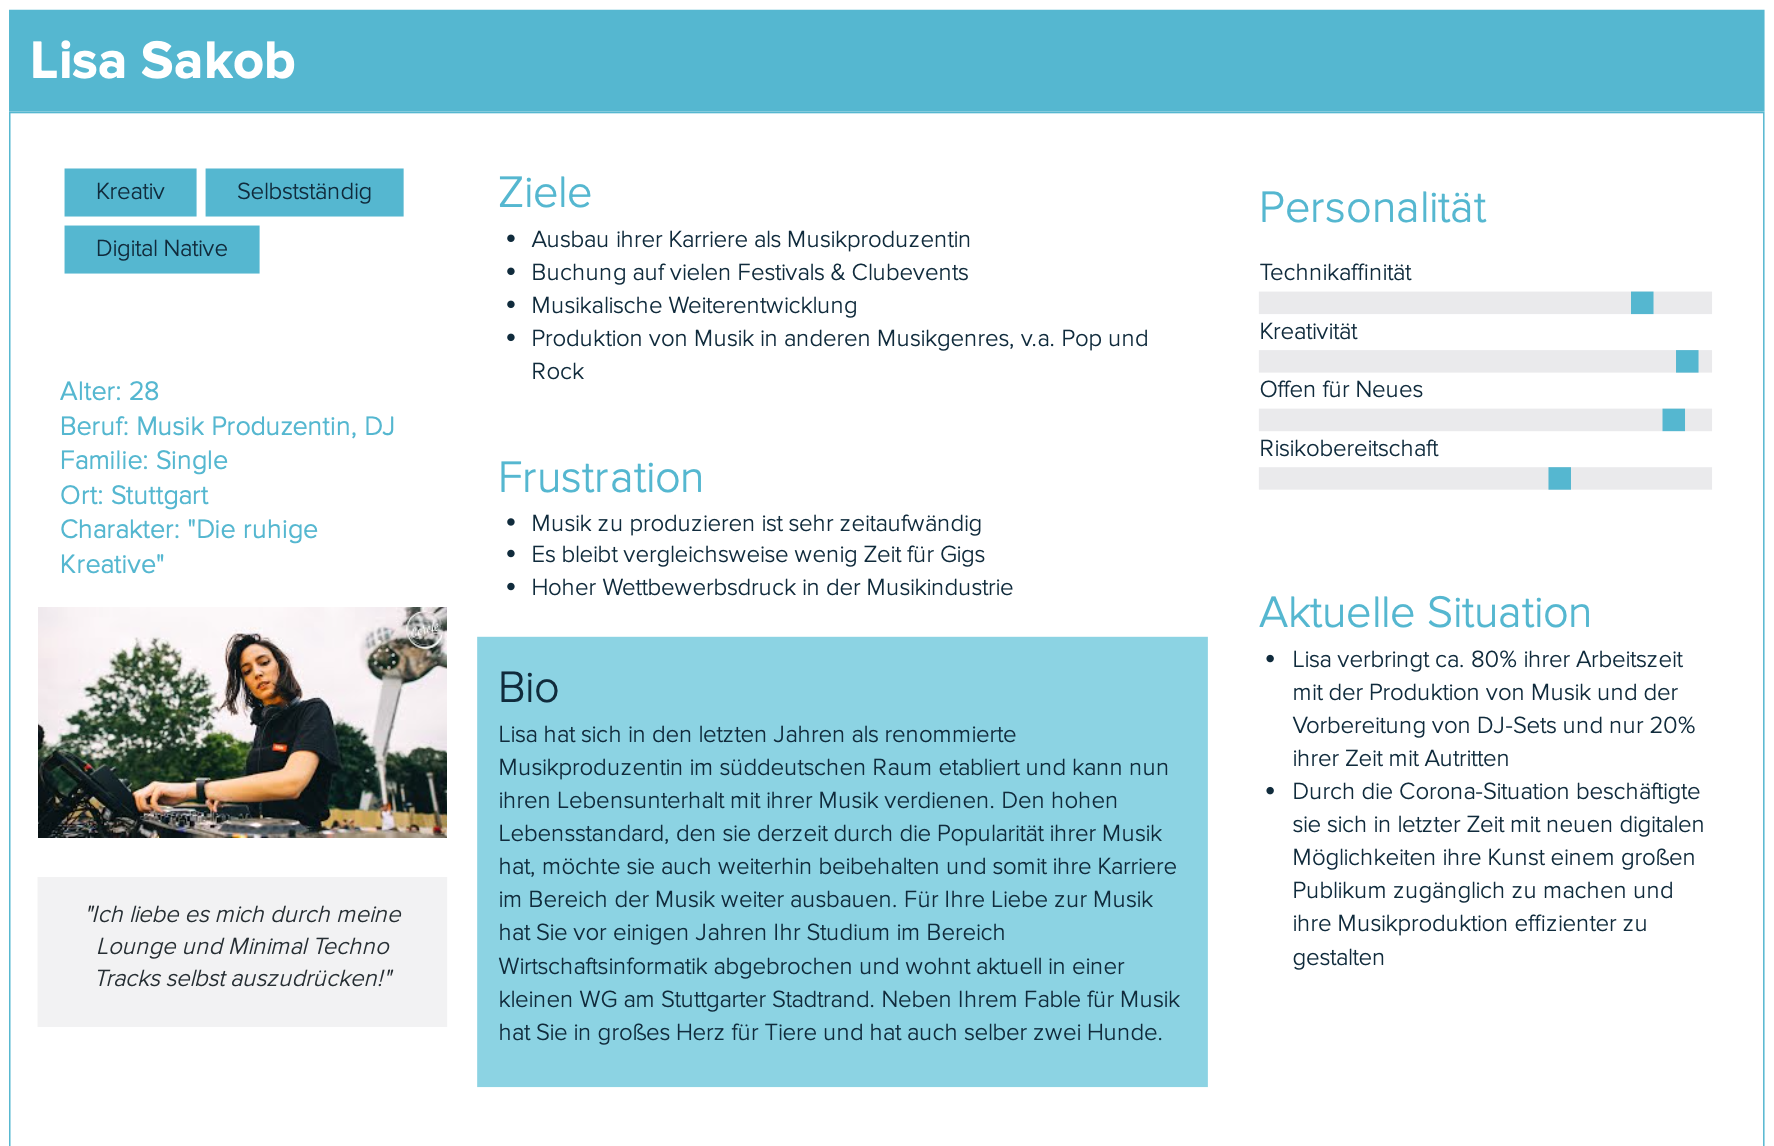 Lisa Sakob
Kreativ
Selbstständig
Digital Native
Alter: 28
Beruf: Musik Produzentin, DJ
Familie: Single
Ort: Stuttgart
Charakter: "Die ruhige
Kreative"
"Ich liebe es mich durch meine
Lounge und Minimal Techno
Tracks selbst auszudrücken!"
Ziele
• Ausbau ihrer Karriere als Musikproduzentin
• Buchung auf vielen Festivals & Clubevents
• Musikalische Weiterentwicklung
• Produktion von Musik in anderen Musikgenres, v.a. Pop und
Rock
Frustration
• Musik zu produzieren ist sehr zeitaufwändig
• Es bleibt vergleichsweise wenig Zeit für Gigs
• Hoher Wettbewerbsdruck in der Musikindustrie
Bio
Lisa hat sich in den letzten Jahren als renommierte
Musikproduzentin im süddeutschen Raum etabliert und kann nun
ihren Lebensunterhalt mit ihrer Musik verdienen. Den hohen
Lebensstandard, den sie derzeit durch die Popularität ihrer Musik
hat, möchte sie auch weiterhin beibehalten und somit ihre Karriere
im Bereich der Musik weiter ausbauen. Für Ihre Liebe zur Musik
hat Sie vor einigen Jahren Ihr Studium im Bereich
Wirtschaftsinformatik abgebrochen und wohnt aktuell in einer
kleinen WG am Stuttgarter Stadtrand. Neben Ihrem Fable für Musik
hat Sie in großes Herz für Tiere und hat auch selber zwei Hunde.
Personalität
Technikaffinität
Kreativität
Offen für Neues
Risikobereitschaft
Aktuelle Situation
• Lisa verbringt ca. 80% ihrer Arbeitszeit
mit der Produktion von Musik und der
Vorbereitung von DJ-Sets und nur 20%
ihrer Zeit mit Autritten
• Durch die Corona-Situation beschäftigte
sie sich in letzter Zeit mit neuen digitalen
Möglichkeiten ihre Kunst einem großen
Publikum zugänglich zu machen und
ihre Musikproduktion effizienter zu
gestalten